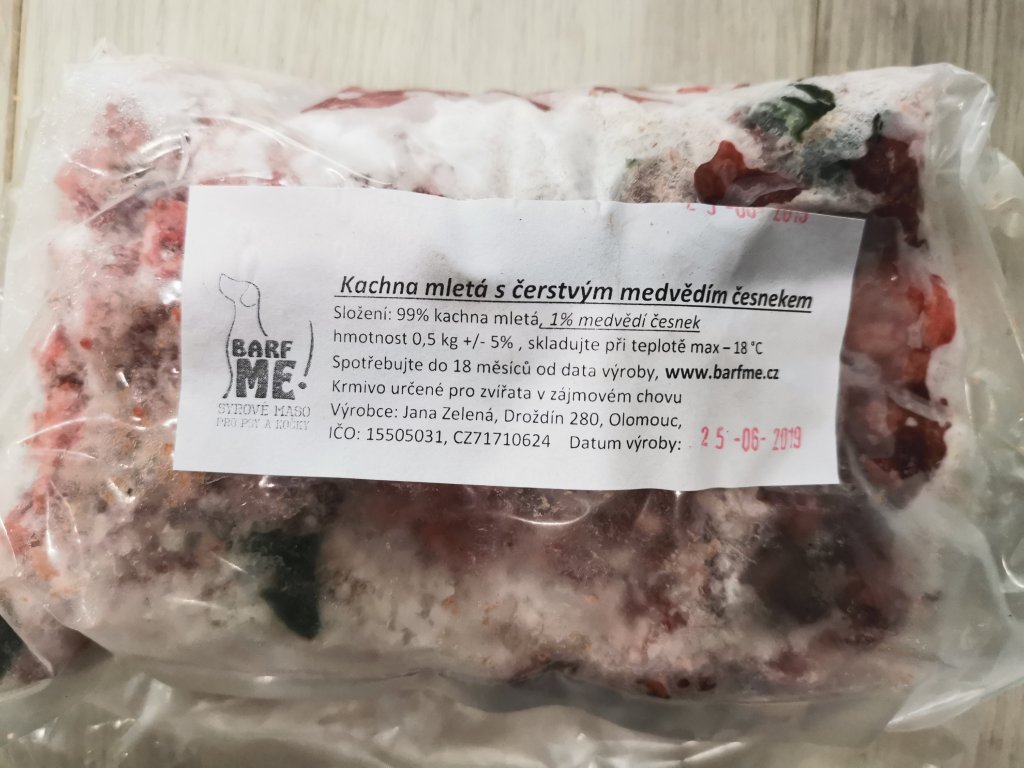 25-06-2019
Kachna mletá s čerstvým medvědím česnekem
Složení: 99% kachna mletá, 1% medvědí česnek
hmotnost 0,5 kg +/- 5% , skladujte při teplotě max – 18 °C
Spotřebujte do 18 měsíců od data výroby, www.barfme.cz
Krmivo určené pro zvířata v zájmovém chovu
Výrobce: Jana Zelená, Droždín 280, Olomouc,
IČO: 15505031, CZ71710624 Datum výroby: 25-06-2019
BARF
ME!
SYROVÉ MASO
PRO PSY A KOČKY